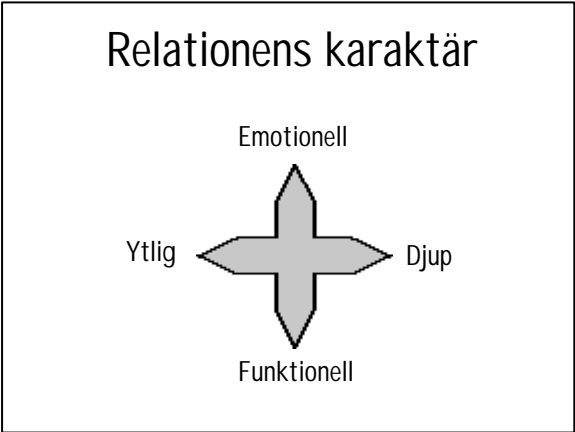 Relationens karaktär
Emotionell
Ytlig
Djup
Funktionell